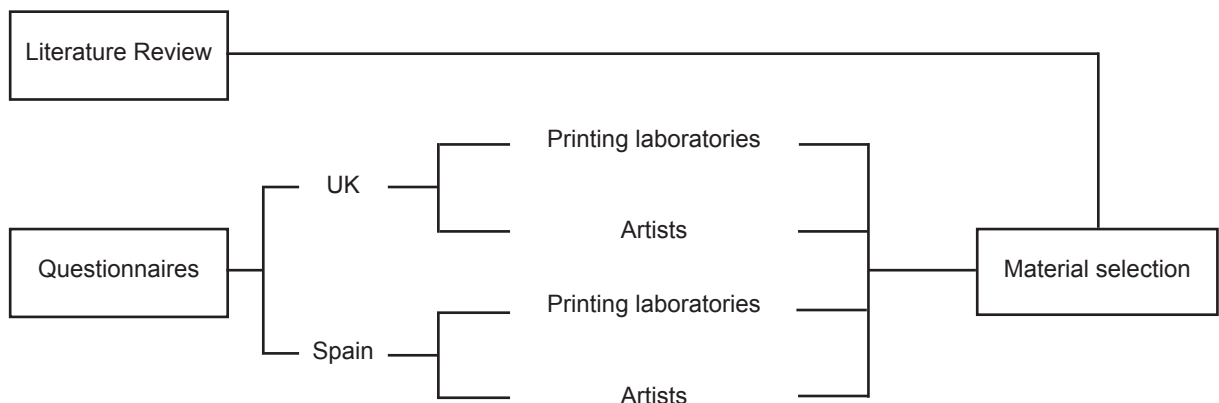 Literature Review
Printing laboratories
UK
Artists
Questionnaires
Material selection
Printing laboratories
Spain
Artists